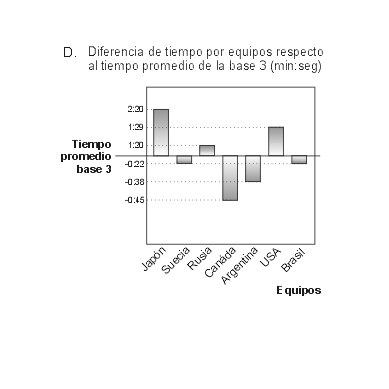 D. Diferencia de tiempo por equipos respecto
al tiempo promedio de la base 3 (min:seg)
2:20
1:29
1:20
Tiempo
promedio
base 3
-0:22
-0:38
-0:45
Japón
Suecia
Rusia
Canáda
Argentina
USA
Brasil
Equipos